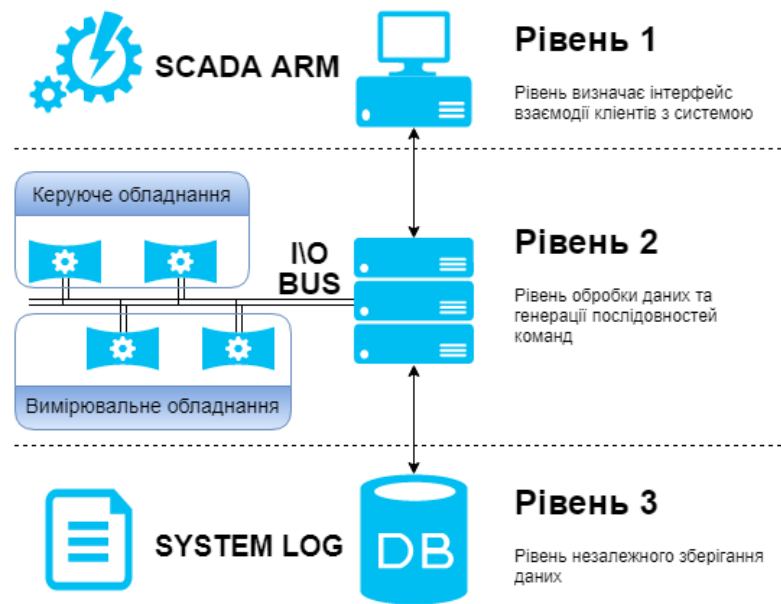 SCADA ARM
Рівень 1
Рівень визначає інтерфейс
взаємодії клієнтів з системою
Керуюче обладнання
I\O
BUS
Вимірювальне обладнання
Рівень 2
Рівень обробки даних та
генерації послідовностей
команд
SYSTEM LOG
DB
Рівень 3
Рівень незалежного зберігання
даних